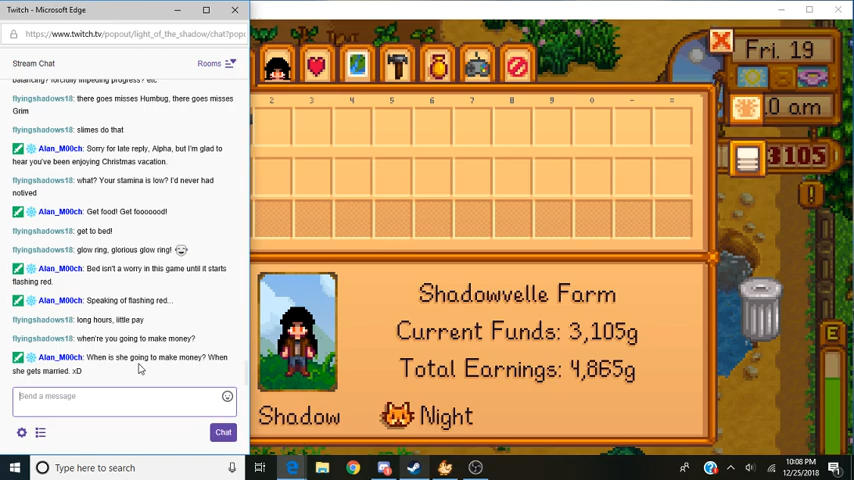 Twitch - Microsoft Edge
https://www.twitch.tv/popout/light_of_the_shadow/chat?popo
Stream Chat
Rooms
balancing? forcfully impeding progress? etc
flyingshadows18: there goes misses Humbug, there goes misses
Grim
flyingshadows18: slimes do that
Alan_M00ch: Sorry for late reply, Alpha, but I'm glad to
hear you've been enjoying Christmas vacation.
flyingshadows18: what? Your stamina is low? I'd never had
notived
Alan_M00ch: Get food! Get fooooood!
flyingshadows18: get to bed!
flyingshadows18: glow ring, glorious glow ring!
Alan_M00ch: Bed isn't a worry in this game until it starts
flashing red.
Alan_M00ch: Speaking of flashing red...
flyingshadows18: long hours, little pay
flyingshadows18: when're you going to make money?
Alan_M00ch: When is she going to make money? When
she gets married. xD
Send a message
Chat
2 3 4 5 6 7 8 9 0 - =
Fri. 19
0 am
3105
Shadowvelle Farm
Current Funds: 3,105g
Total Earnings: 4,865g
Shadow
Night
E
Type here to search
10:08 PM
12/25/2018